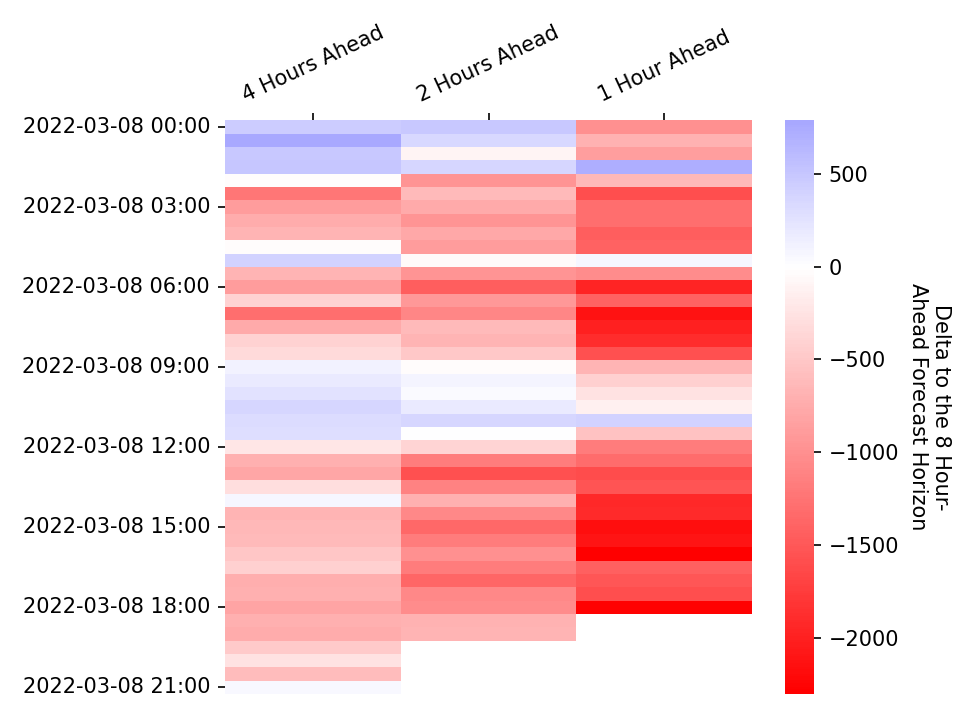 4 Hours Ahead
2 Hours Ahead
1 Hour Ahead
2022-03-08 00:00
2022-03-08 03:00
2022-03-08 06:00
2022-03-08 09:00
2022-03-08 12:00
2022-03-08 15:00
2022-03-08 18:00
2022-03-08 21:00
500
0
−500
−1000
−1500
−2000
Delta to the 8 Hour-
Ahead Forecast Horizon